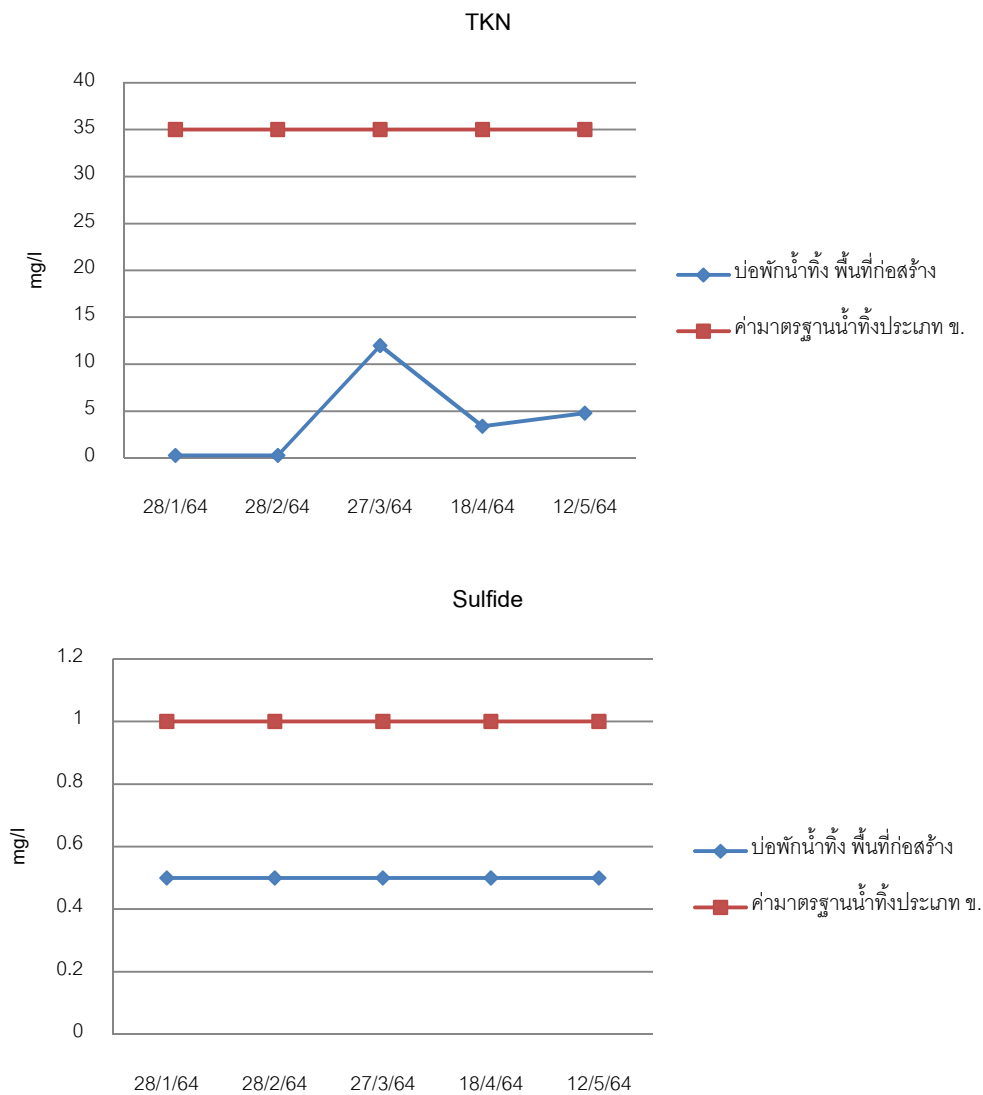 TKN
40
35
30
25
20
15
10
5
0
mg/l
28/1/64 28/2/64 27/3/64 18/4/64 12/5/64
บ่อพักน้ำทิ้ง พื้นที่ก่อสร้าง
ค่ามาตรฐานน้ำทิ้งประเภท ข.
Sulfide
1.2
1
0.8
0.6
0.4
0.2
0
mg/l
28/1/64 28/2/64 27/3/64 18/4/64 12/5/64
บ่อพักน้ำทิ้ง พื้นที่ก่อสร้าง
ค่ามาตรฐานน้ำทิ้งประเภท ข.